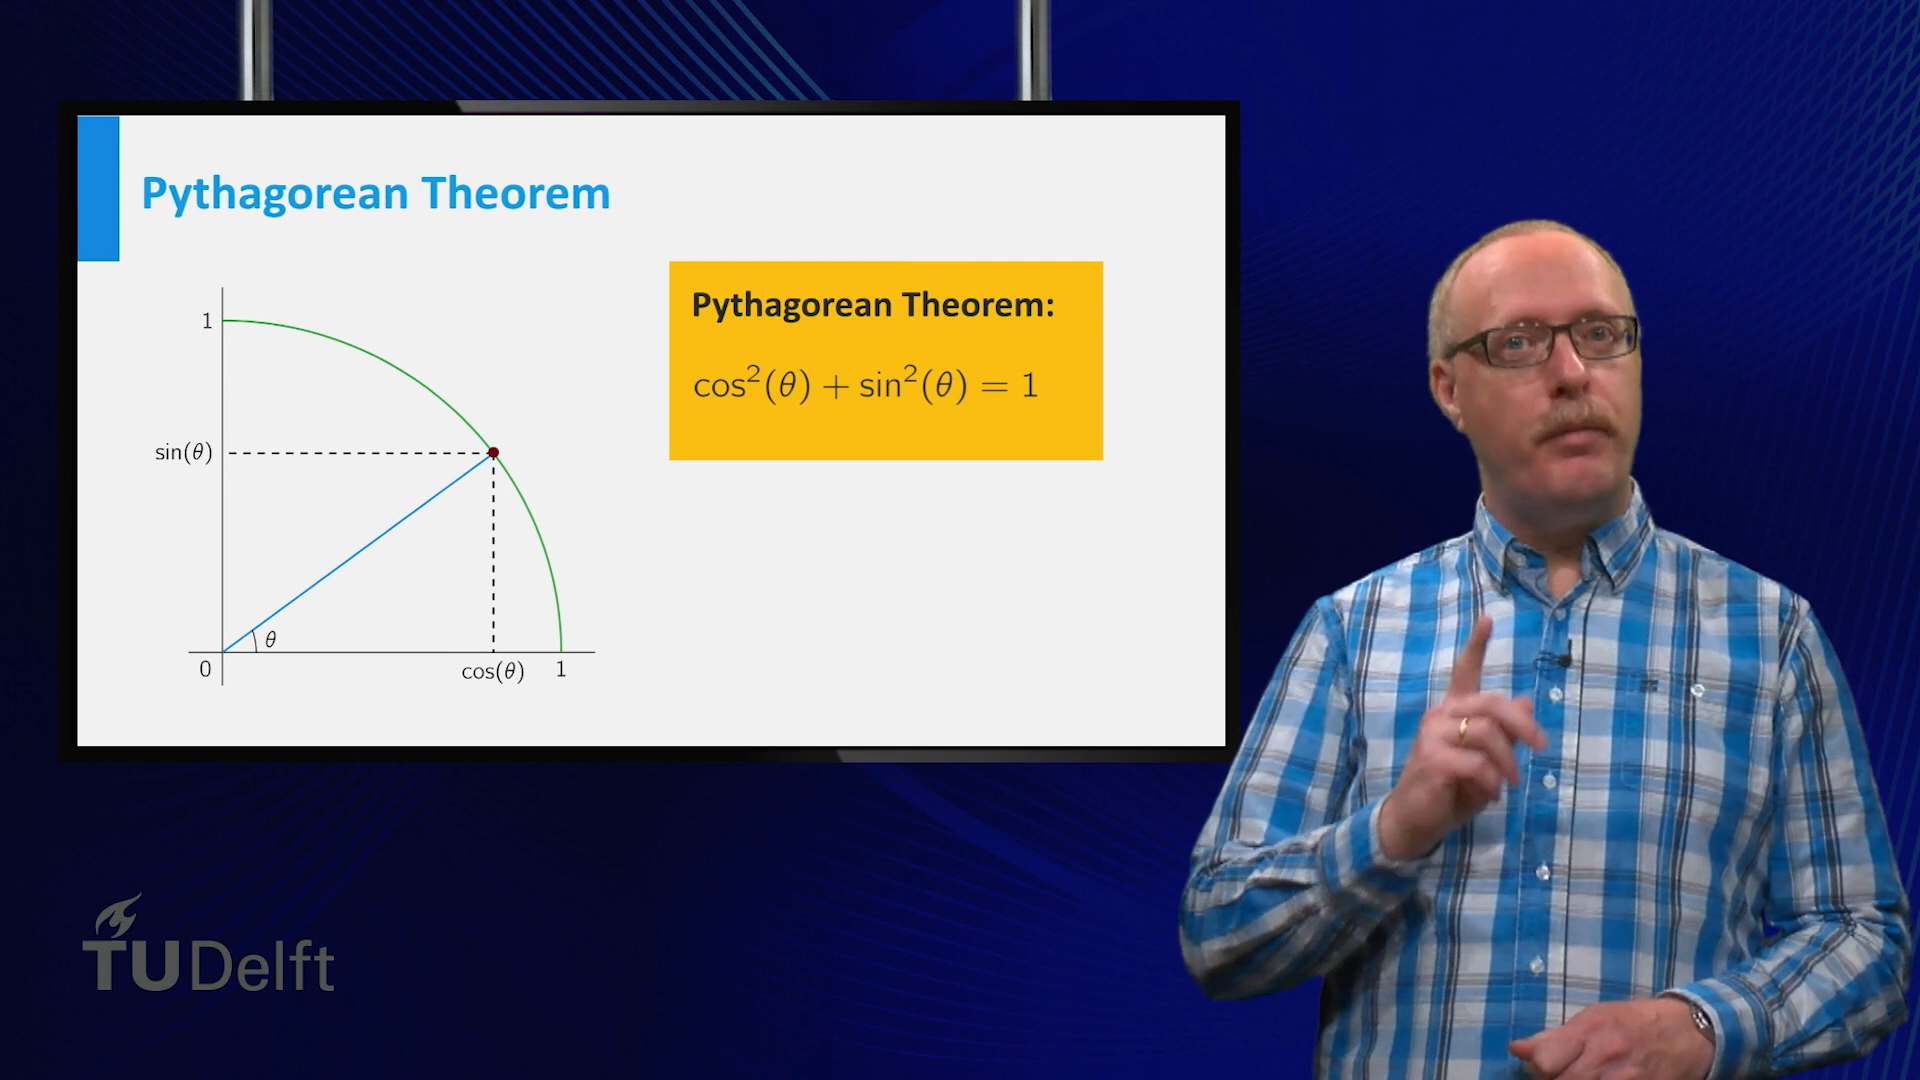 Pythagorean Theorem
1
sin(θ)
θ
0
cos(θ)
1
Pythagorean Theorem:
cos²(θ) + sin²(θ) = 1
TUDelft